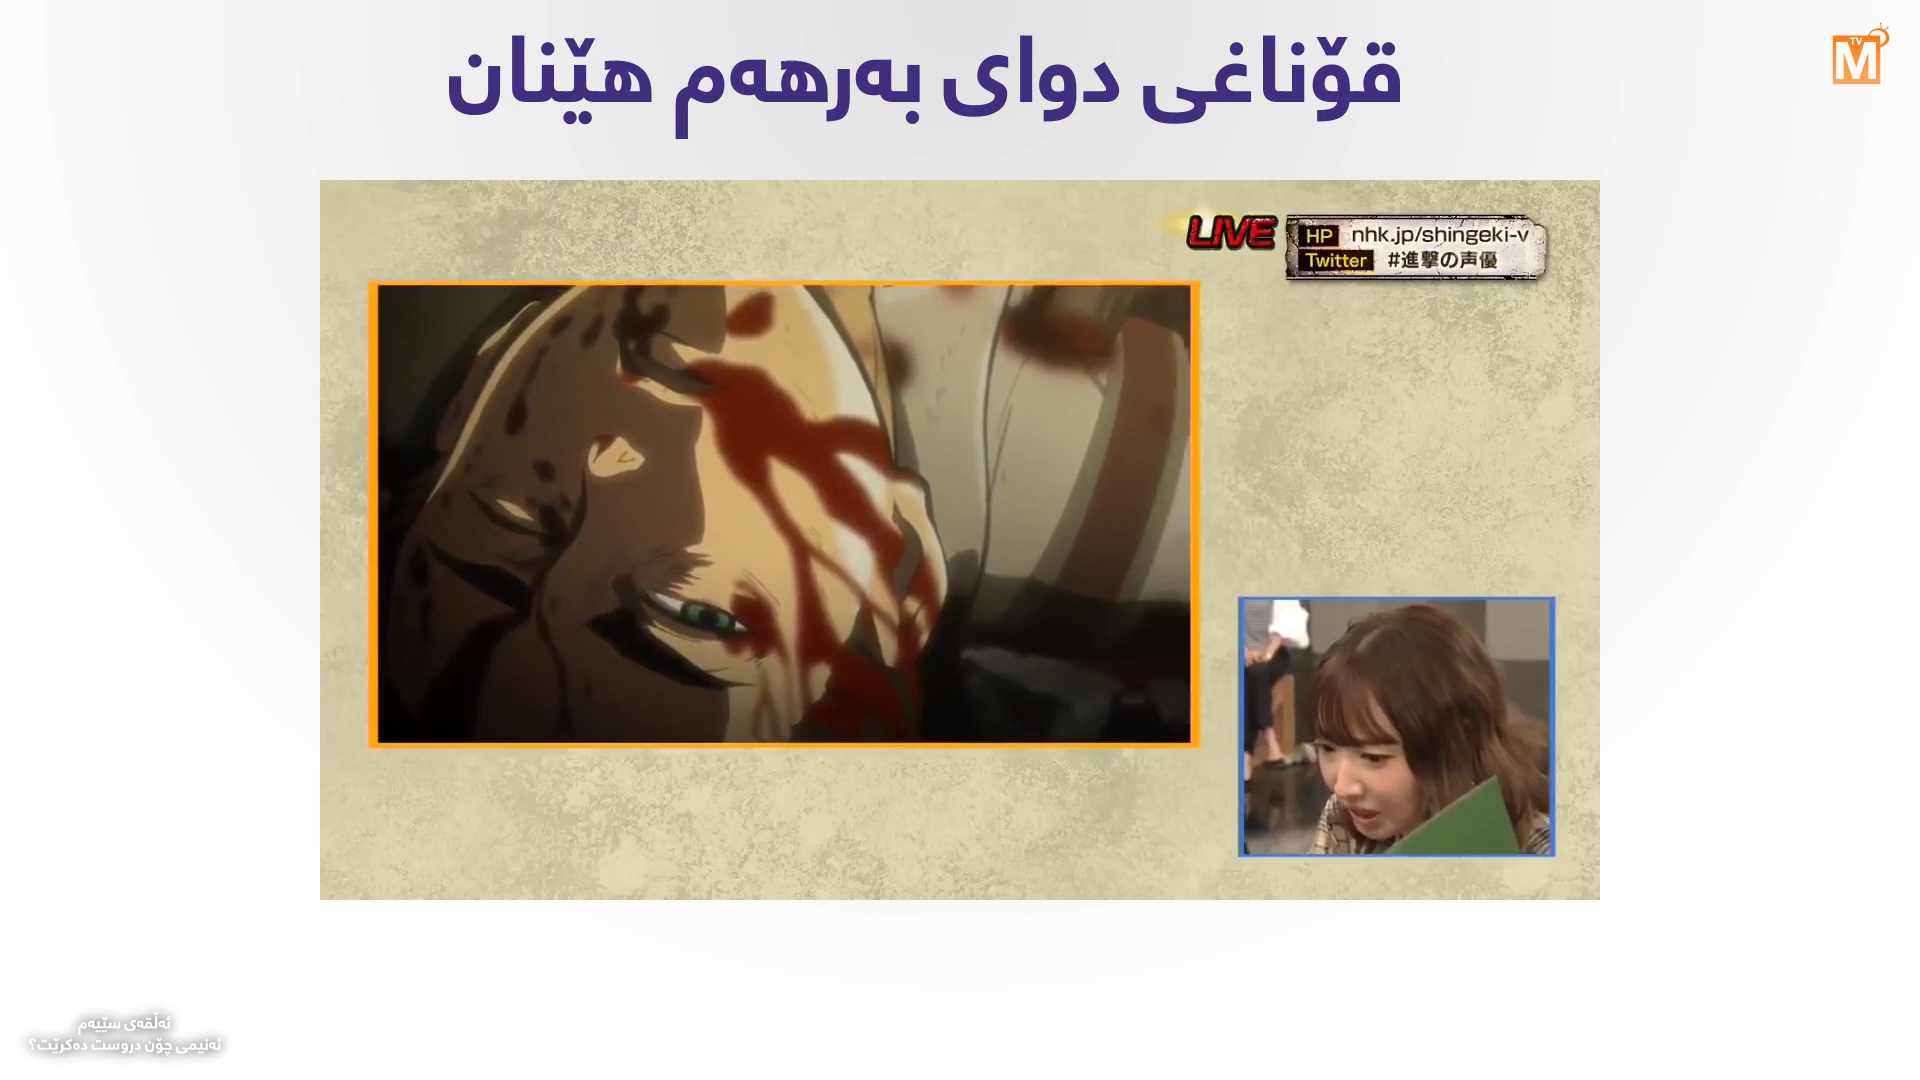 قۆناغی دوای بەرهەم هێنان
TV
M
LIVE
HP nhk.jp/shingeki-v
Twitter #進撃の声優
ئەڵقەی سێیەم
ئەنیمی چۆن دروست دەکرێت؟